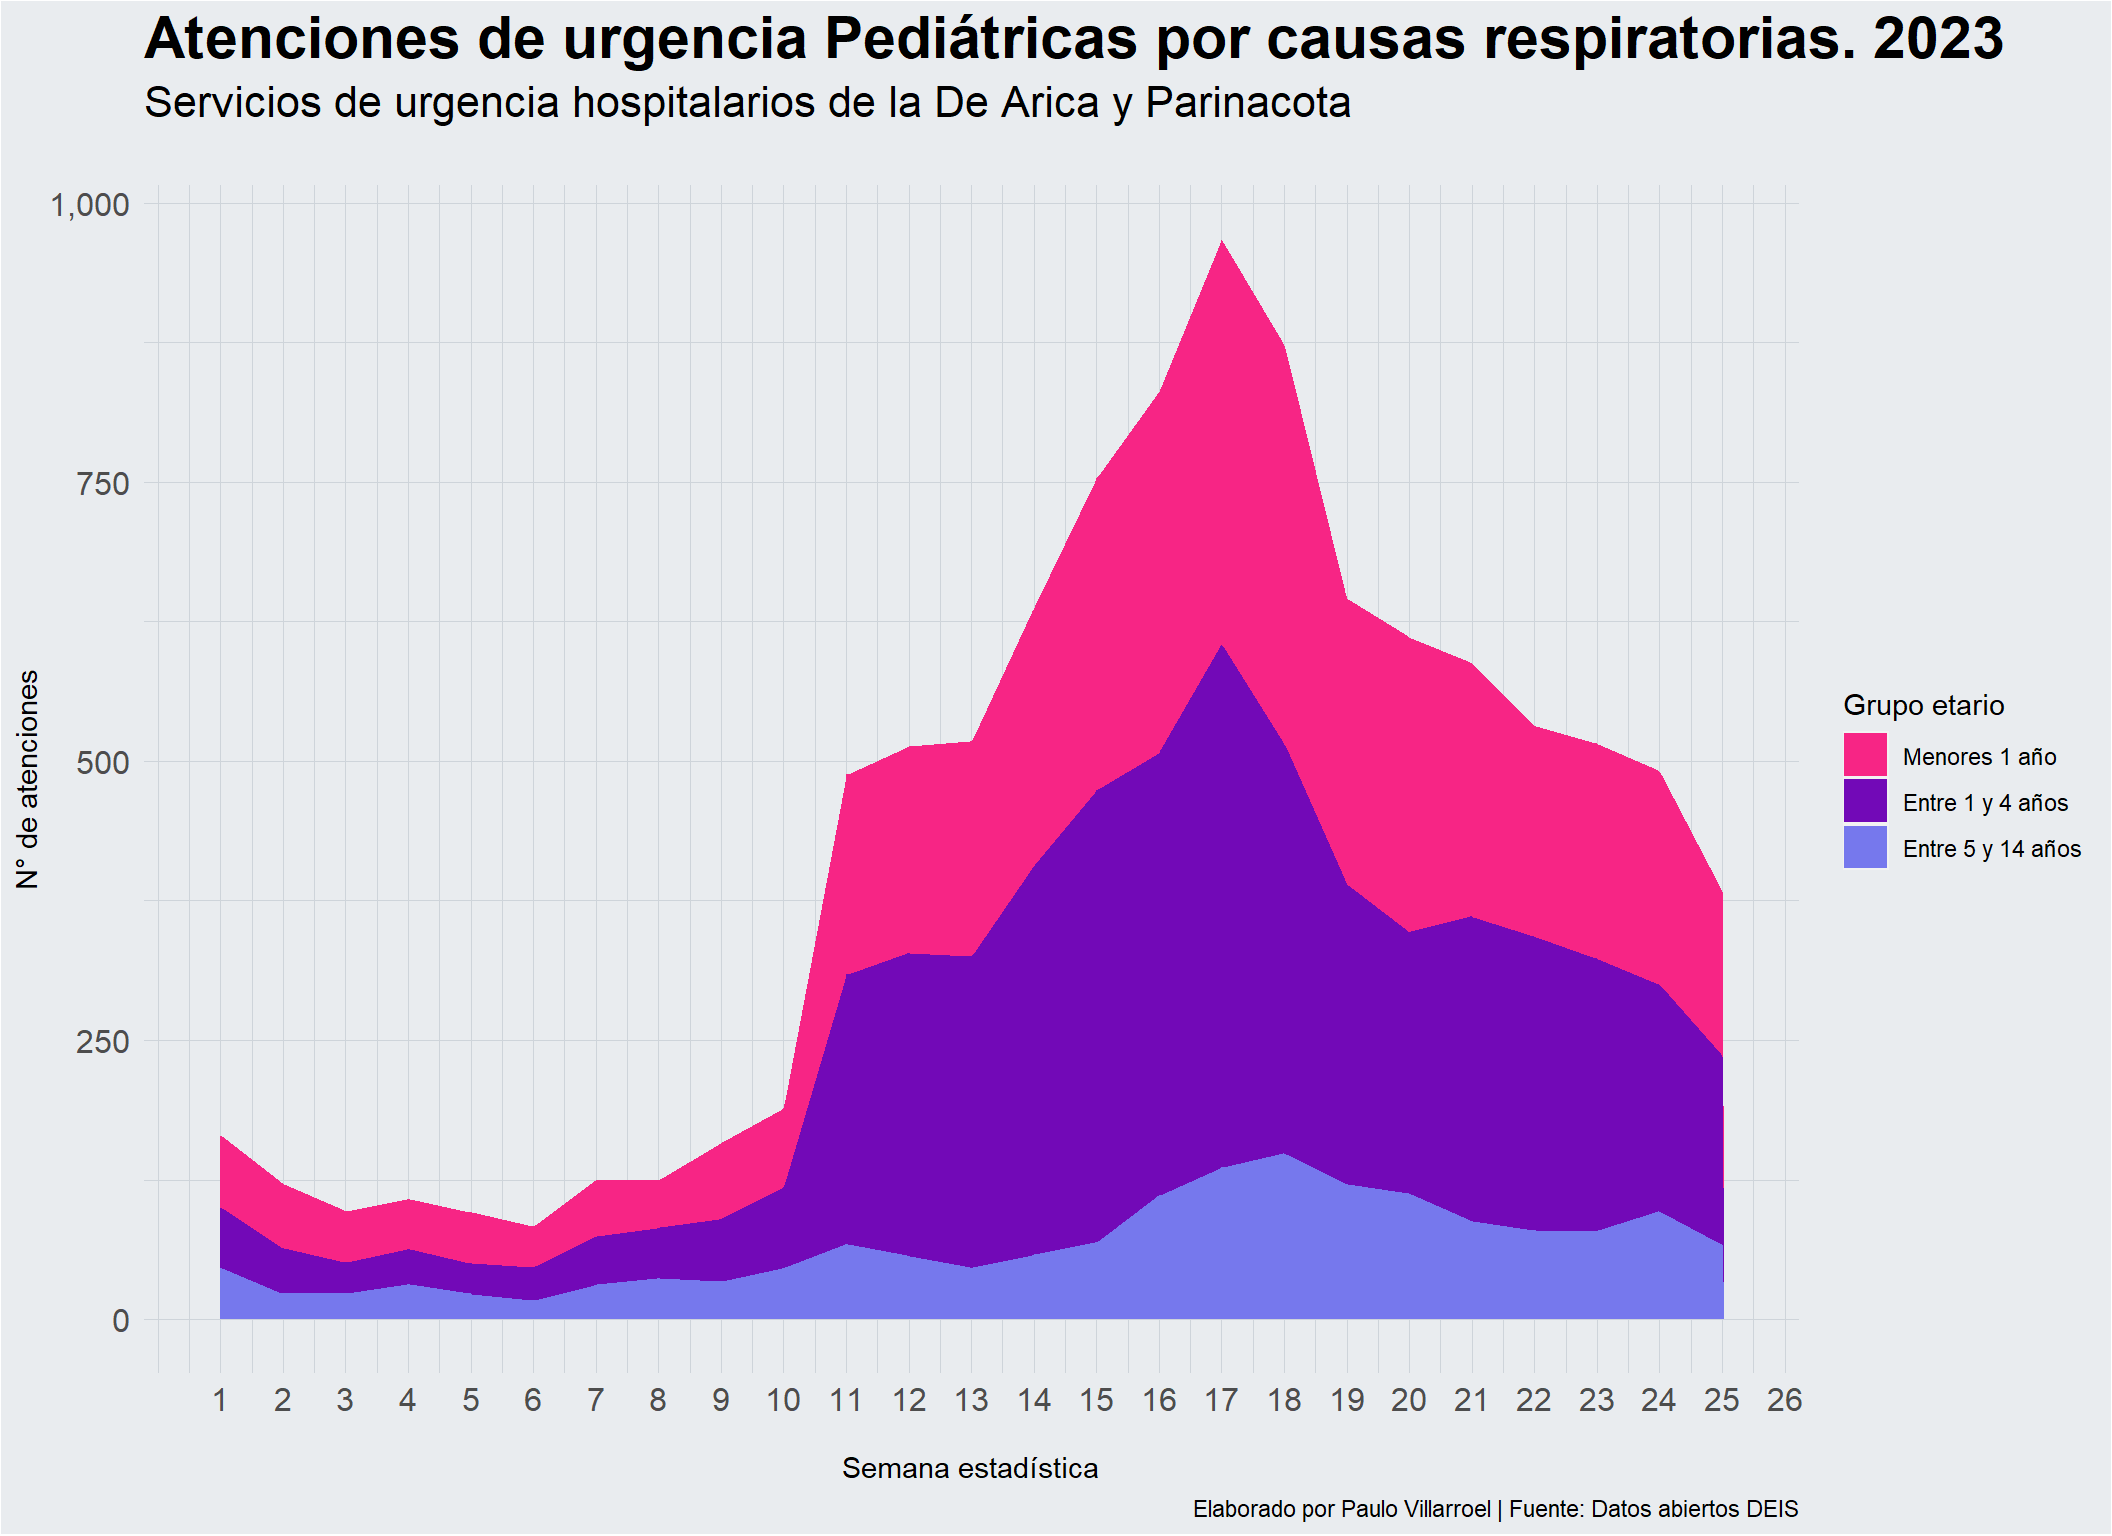 Atenciones de urgencia Pediátricas por causas respiratorias. 2023
Servicios de urgencia hospitalarios de la De Arica y Parinacota
1,000
750
500
250
0
N° de atenciones
1 2 3 4 5 6 7 8 9 10 11 12 13 14 15 16 17 18 19 20 21 22 23 24 25 26
Semana estadística
Grupo etario
Menores 1 año
Entre 1 y 4 años
Entre 5 y 14 años
Elaborado por Paulo Villarroel | Fuente: Datos abiertos DEIS